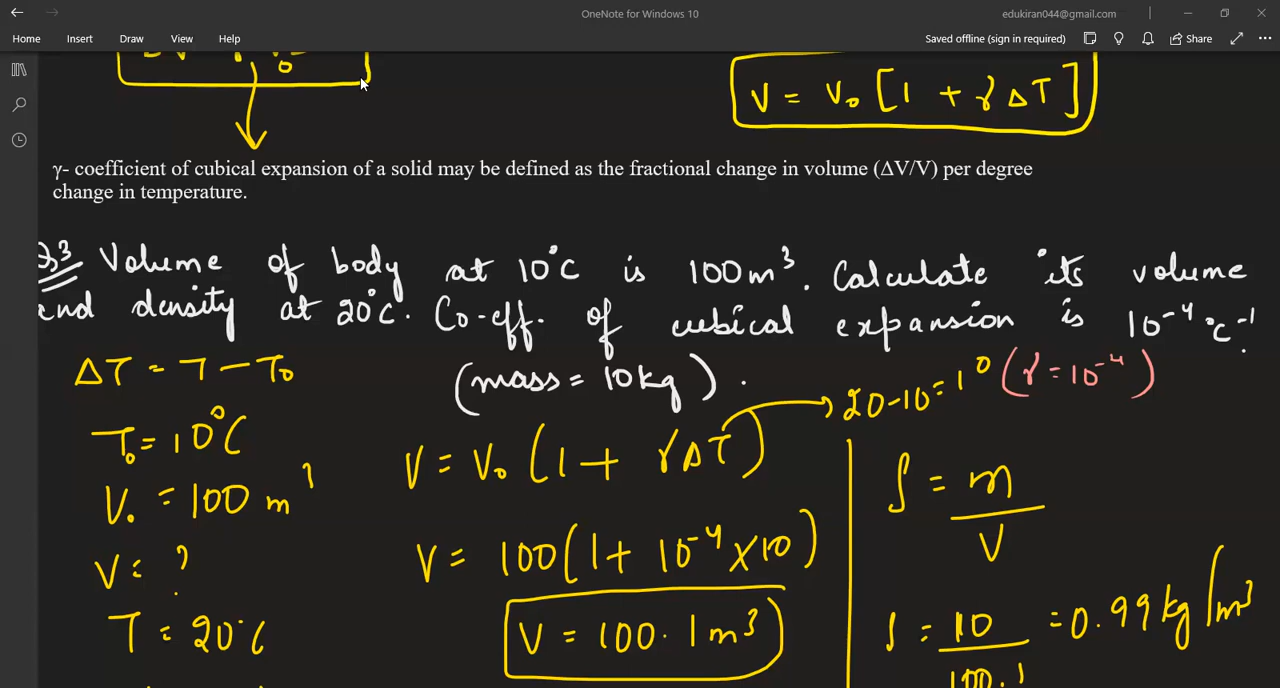 OneNote for Windows 10
edukiran044@gmail.com
Home Insert Draw View Help
Saved offline (sign in required)
Share
V = V₀ [1 + γ ΔT]
γ- coefficient of cubical expansion of a solid may be defined as the fractional change in volume (ΔV/V) per degree
change in temperature.
Volume of body at 10°C is 100m³. Calculate its volume
and density at 20°C. Co-eff. of cubical expansion is 10⁻⁴ °C⁻¹
(mass = 10kg).
(γ = 10⁻⁴)
ΔT = T - T₀
20-10=10
T₀ = 10°C
V₀ = 100 m³
V = ?
T = 20°C
V = V₀ (1 + γΔT)
V = 100(1 + 10⁻⁴ × 10)
V = 100.1m³
ρ = m/V
ρ = 10/100.1 = 0.99 kg/m³